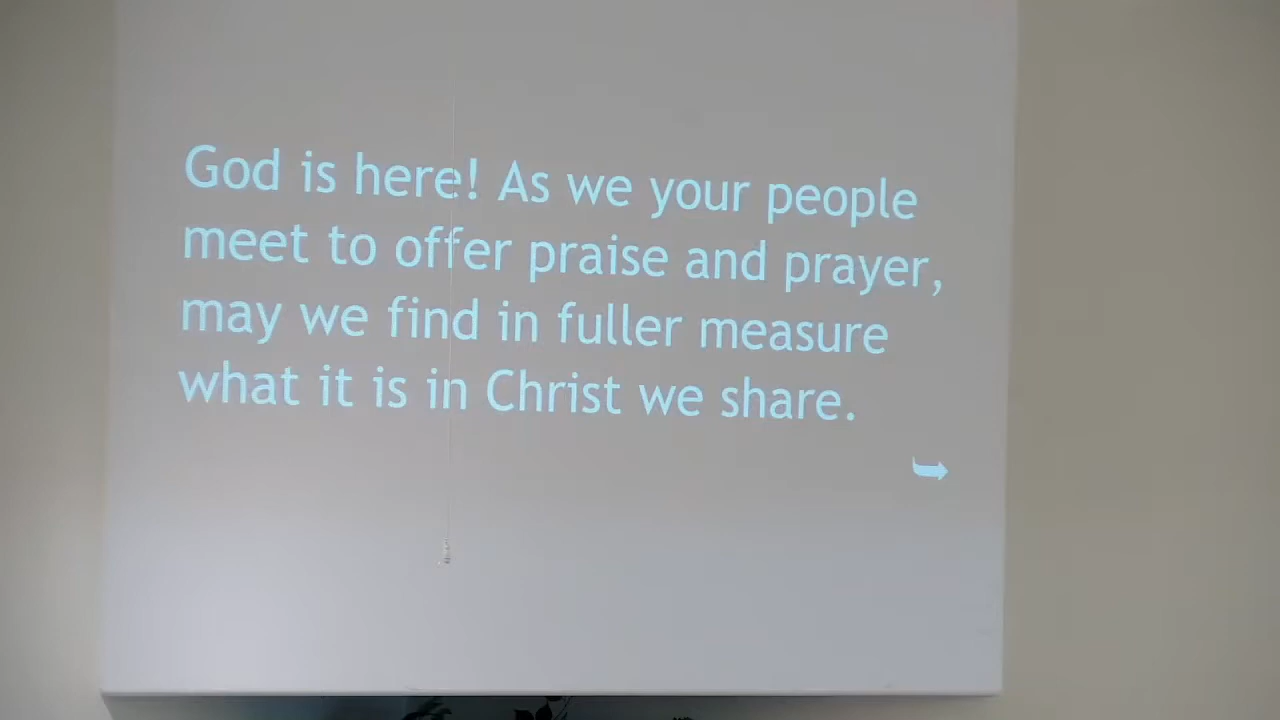 God is here! As we your people
meet to offer praise and prayer,
may we find in fuller measure
what it is in Christ we share.